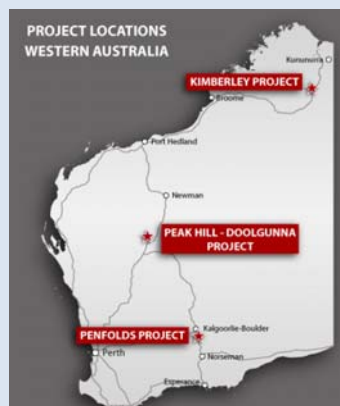 PROJECT LOCATIONS
WESTERN AUSTRALIA
Kununurra
KIMBERLEY PROJECT
Broome
Port Hedland
Newman
PEAK HILL - DOOLGUNNA
PROJECT
PENFOLDS PROJECT
Kalgoorlie-Boulder
Perth
Norseman
Esperance